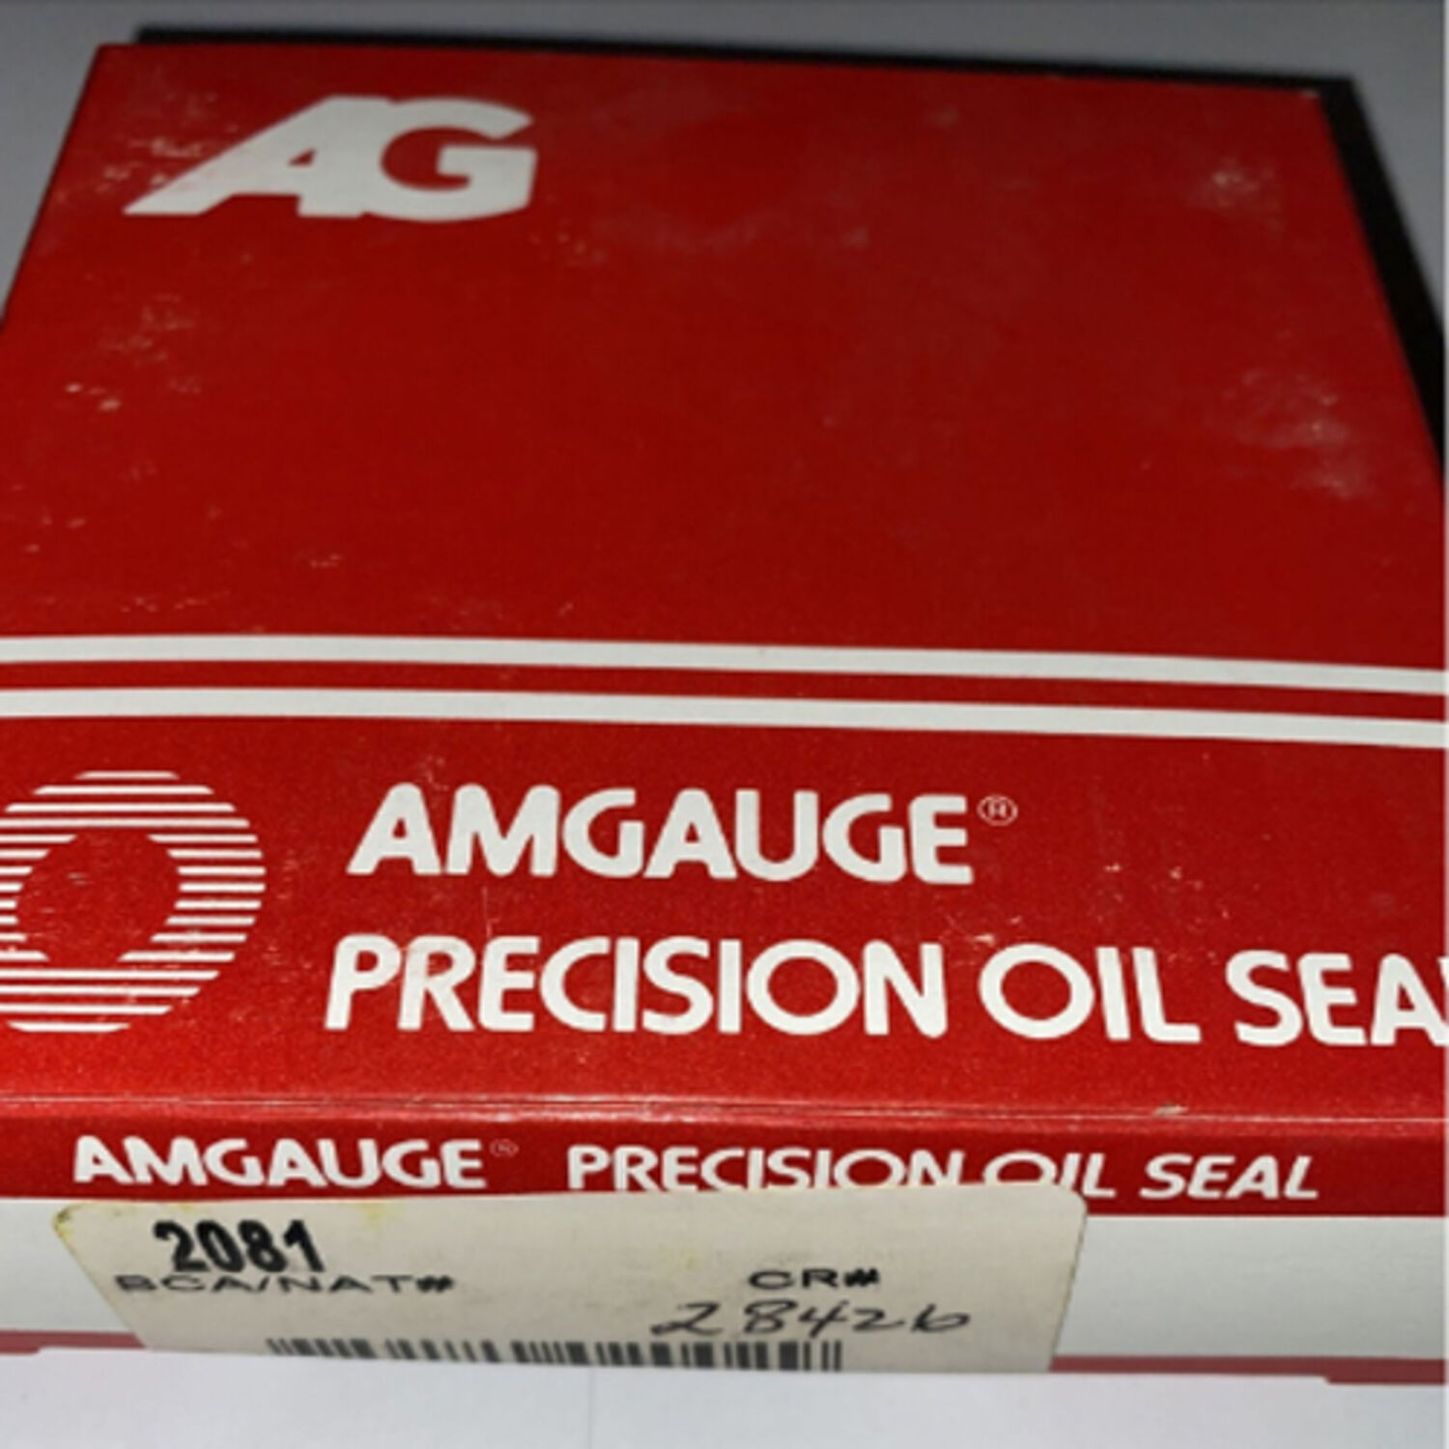 AG
AMGAUGE®
PRECISION OIL SEA
AMGAUGE® PRECISION OIL SEAL
2081
BCA/NAT# CR#
28426